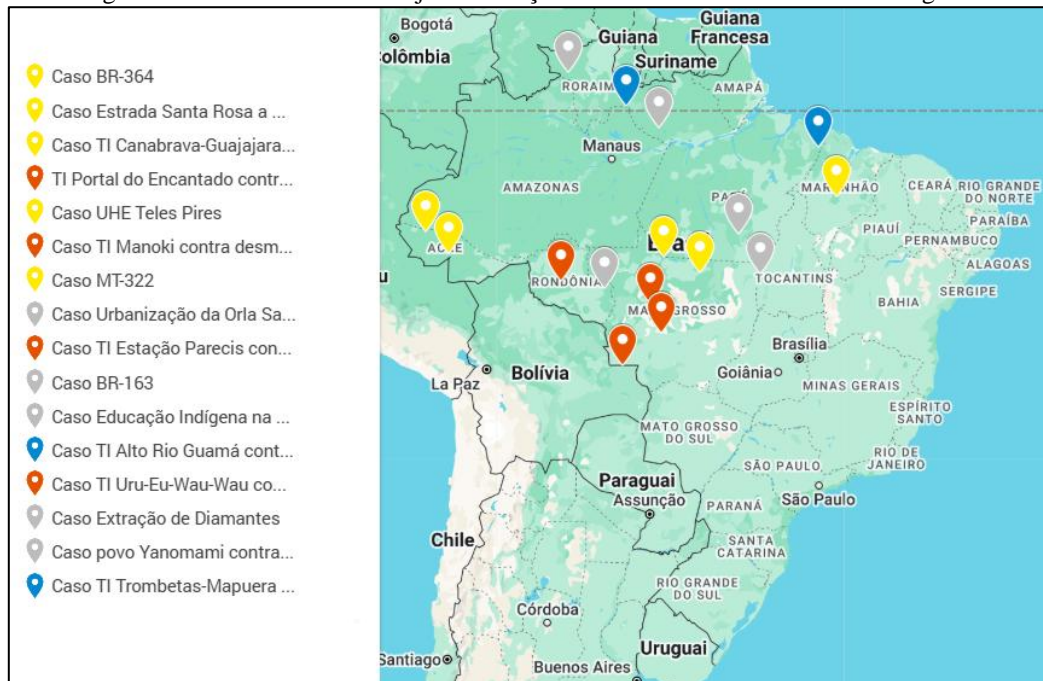 Caso BR-364
Caso Estrada Santa Rosa a ...
Caso TI Canabrava-Guajajara...
TI Portal do Encantado contr...
Caso UHE Teles Pires
Caso TI Manoki contra desm...
Caso MT-322
Caso Urbanização da Orla Sa...
Caso TI Estação Parecis con...
Caso BR-163
Caso Educação Indígena na ...
Caso TI Alto Rio Guamá cont...
Caso TI Uru-Eu-Wau-Wau co...
Caso Extração de Diamantes
Caso povo Yanomami contra...
Caso TI Trombetas-Mapuera ...
Bogotá
olômbia
Guiana
Guiana
Francesa
Suriname
RORAIM
AMAPÁ
Manaus
AMAZONAS
MAR NHÃO
CEARÁ
RIO GRANDE
DO NORTE
PARAÍBA
PIAUÍ
PERNAMBUCO
ALAGOAS
SERGIPE
AC E
RONDÔNIA
TOCANTINS
BAHIA
MA GROSSO
Brasília
Goiânia
MINAS GERAIS
La Paz
Bolívia
ESPÍRITO
SANTO
MATO GROSSO
DO SUL
RIO DE
JANEIRO
SÃO PAULO
São Paulo
Paraguai
Assunção
PARANÁ
Chile
SANTA
CATARINA
RIO GRANDE
DO SUL
Córdoba
Uruguai
Santiago
Buenos Aires